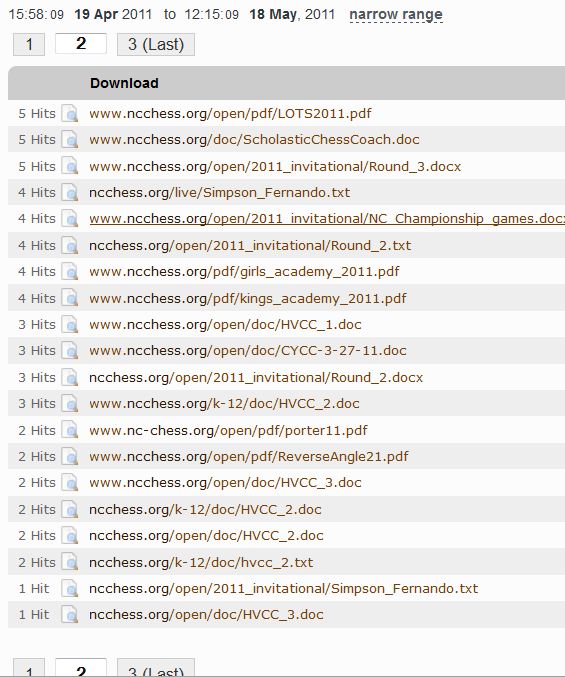 15:58:09 19 Apr 2011 to 12:15:09 18 May, 2011 narrow range
1 2 3 (Last)
Download
5 Hits www.ncchess.org/open/pdf/LOTS2011.pdf
5 Hits www.ncchess.org/doc/ScholasticChessCoach.doc
5 Hits www.ncchess.org/open/2011_invitational/Round_3.docx
4 Hits ncchess.org/live/Simpson_Fernando.txt
4 Hits www.ncchess.org/open/2011_invitational/NC_Championship_games.docx
4 Hits ncchess.org/open/2011_invitational/Round_2.txt
4 Hits www.ncchess.org/pdf/girls_academy_2011.pdf
4 Hits www.ncchess.org/pdf/kings_academy_2011.pdf
3 Hits www.ncchess.org/open/doc/HVCC_1.doc
3 Hits www.ncchess.org/open/doc/CYCC-3-27-11.doc
3 Hits ncchess.org/open/2011_invitational/Round_2.docx
3 Hits www.ncchess.org/k-12/doc/HVCC_2.doc
2 Hits www.nc-chess.org/open/pdf/porter11.pdf
2 Hits www.ncchess.org/open/pdf/ReverseAngle21.pdf
2 Hits www.ncchess.org/open/doc/HVCC_3.doc
2 Hits ncchess.org/k-12/doc/HVCC_2.doc
2 Hits ncchess.org/open/doc/HVCC_2.doc
2 Hits ncchess.org/k-12/doc/hvcc_2.txt
1 Hit ncchess.org/open/2011_invitational/Simpson_Fernando.txt
1 Hit ncchess.org/open/doc/HVCC_3.doc
1 2 3 (Last)